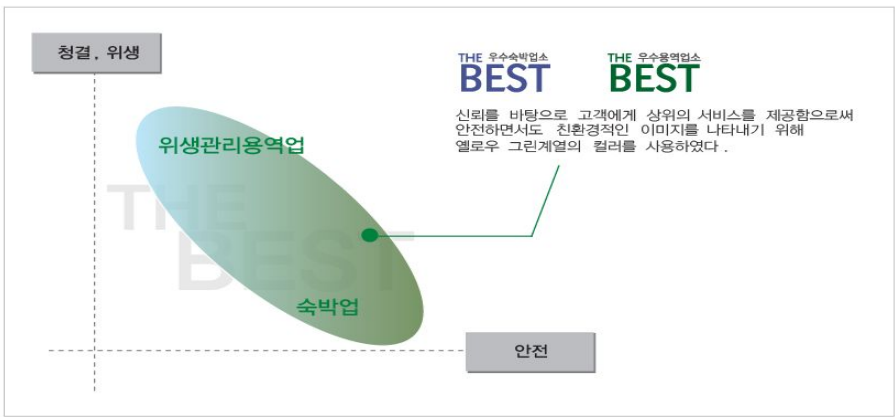 청결, 위생
THE 우수숙박업소
BEST
THE 우수용역업소
BEST
신뢰를 바탕으로 고객에게 상위의 서비스를 제공함으로써
안전하면서도 친환경적인 이미지를 나타내기 위해
옐로우 그린계열의 컬러를 사용하였다.
위생관리용역업
THE
BEST
숙박업
안전